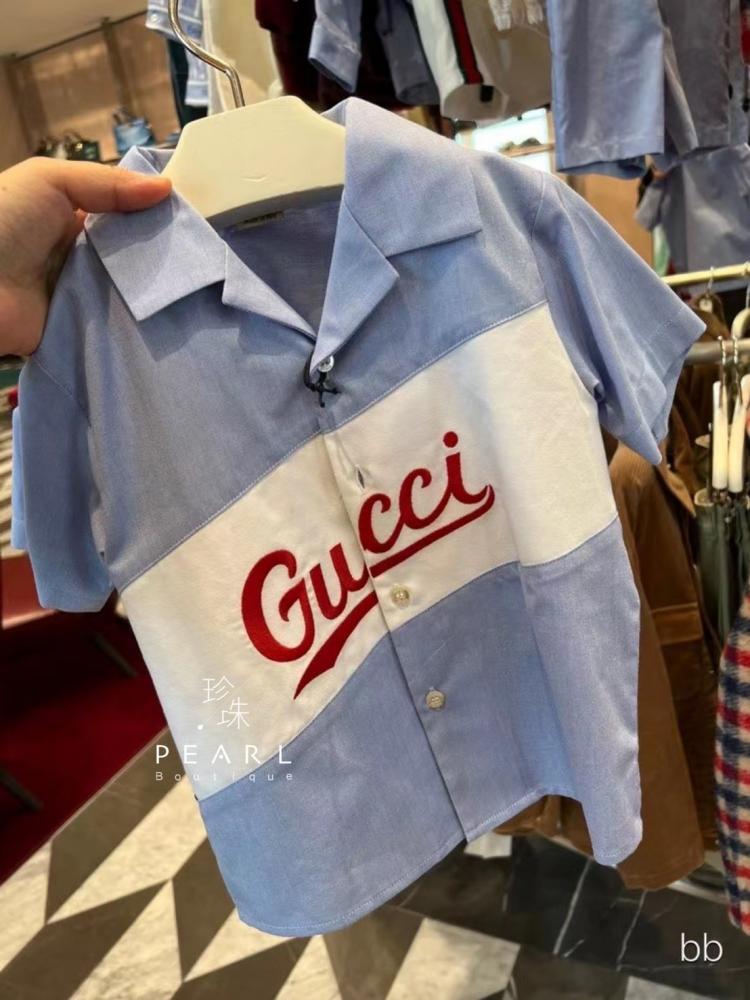 Gucci
珍
珠
PEARL
Boutique
bb